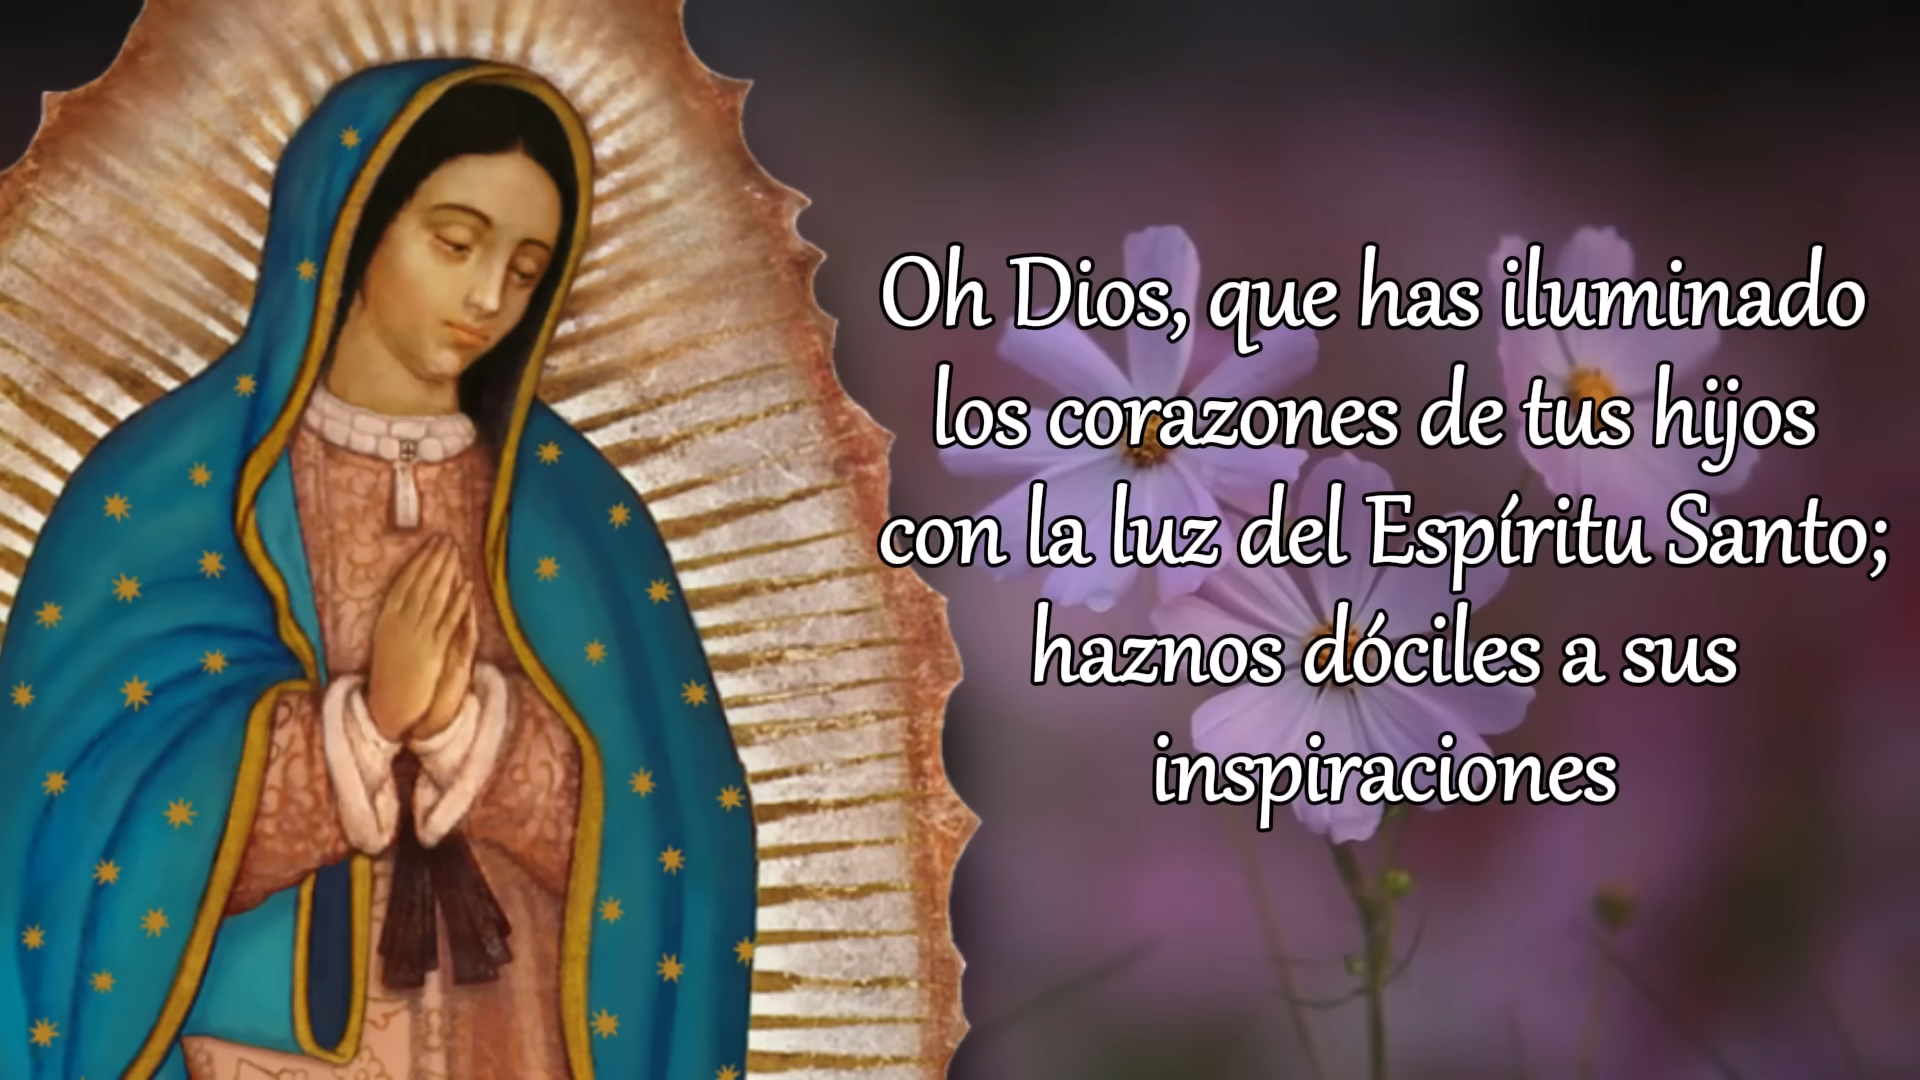 Oh Dios, que has iluminado
los corazones de tus hijos
con la luz del Espíritu Santo;
haznos dóciles a sus
inspiraciones